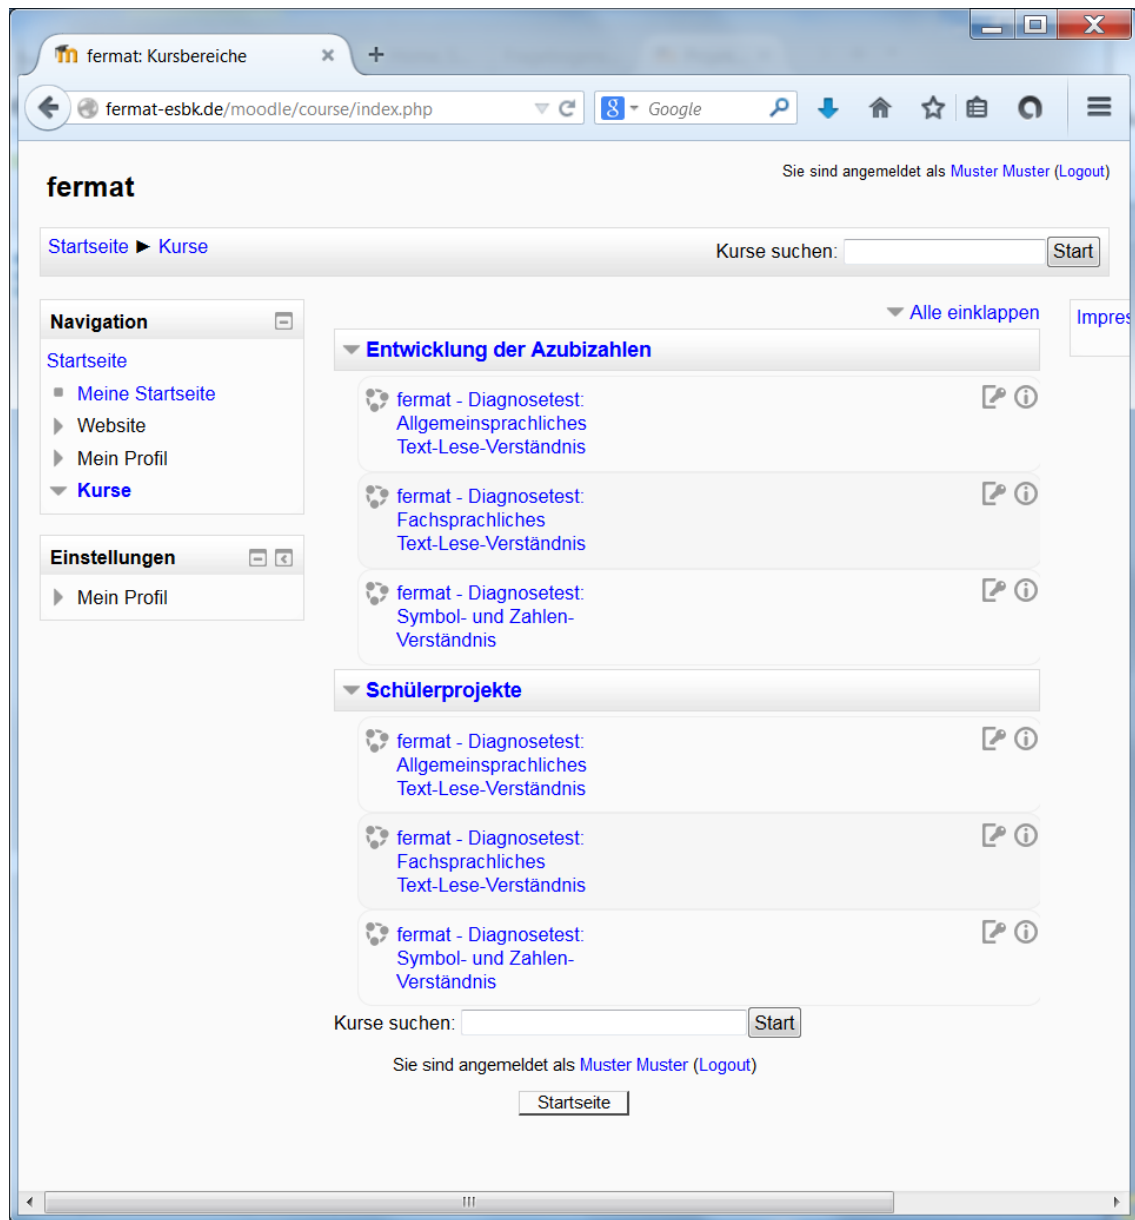 fermat: Kursbereiche
fermat-esbk.de/moodle/course/index.php
Google
Sie sind angemeldet als Muster Muster (Logout)
fermat
Startseite ► Kurse
Kurse suchen:
Start
Navigation
Startseite
Meine Startseite
Website
Mein Profil
Kurse
Einstellungen
Mein Profil
Alle einklappen
Entwicklung der Azubizahlen
fermat - Diagnosetest:
Allgemeinsprachliches
Text-Lese-Verständnis
fermat - Diagnosetest:
Fachsprachliches
Text-Lese-Verständnis
fermat - Diagnosetest:
Symbol- und Zahlen-
Verständnis
Schülerprojekte
fermat - Diagnosetest:
Allgemeinsprachliches
Text-Lese-Verständnis
fermat - Diagnosetest:
Fachsprachliches
Text-Lese-Verständnis
fermat - Diagnosetest:
Symbol- und Zahlen-
Verständnis
Kurse suchen:
Start
Sie sind angemeldet als Muster Muster (Logout)
Startseite
Impres